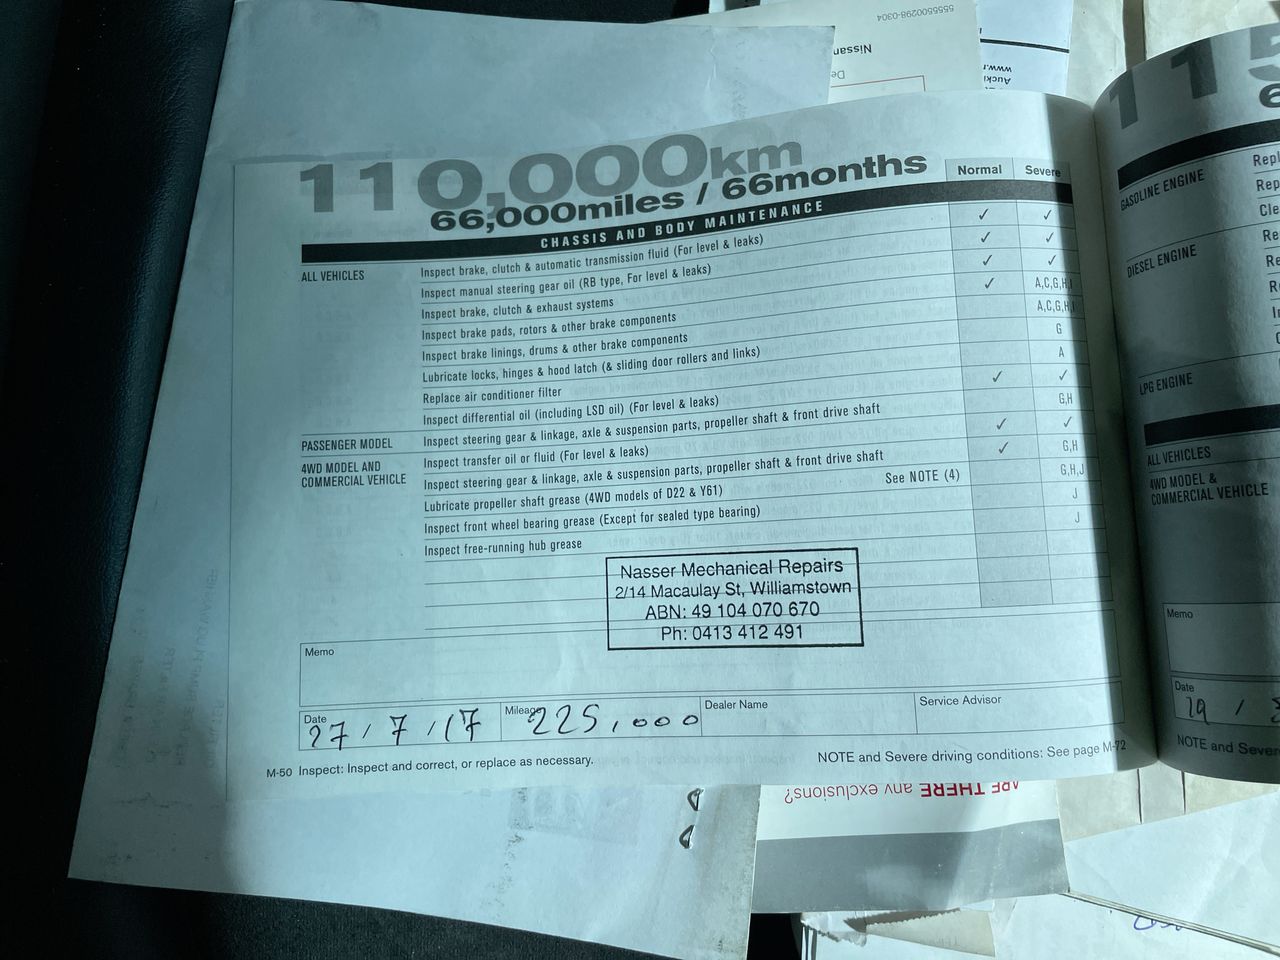 555500298-0304
Nissan
110,000km
66,000miles / 66months
Normal Severe
CHASSIS AND BODY MAINTENANCE
ALL VEHICLES
Inspect brake, clutch & automatic transmission fluid (For level & leaks) ✓ ✓
Inspect manual steering gear oil (RB type, For level & leaks) ✓ ✓
Inspect brake, clutch & exhaust systems ✓ ✓
Inspect brake pads, rotors & other brake components ✓ A,C,G,H,I
Inspect brake linings, drums & other brake components A,C,G,H,I
Lubricate locks, hinges & hood latch (& sliding door rollers and links) G
Replace air conditioner filter A
Inspect differential oil (including LSD oil) (For level & leaks) ✓ ✓
PASSENGER MODEL
Inspect steering gear & linkage, axle & suspension parts, propeller shaft & front drive shaft G,H
4WD MODEL AND
COMMERCIAL VEHICLE
Inspect transfer oil or fluid (For level & leaks) ✓ ✓
Inspect steering gear & linkage, axle & suspension parts, propeller shaft & front drive shaft ✓ G,H
Lubricate propeller shaft grease (4WD models of D22 & Y61) See NOTE (4) G,H,J
Inspect front wheel bearing grease (Except for sealed type bearing) J
Inspect free-running hub grease J
Nasser Mechanical Repairs
2/14 Macaulay St, Williamstown
ABN: 49 104 070 670
Ph: 0413 412 491
Memo
Date 27/7/17
Mileage 225,000
Dealer Name
Service Advisor
M-50 Inspect: Inspect and correct, or replace as necessary.
NOTE and Severe driving conditions: See page M-72
ARE THERE any exclusions?
115
GASOLINE ENGINE
DIESEL ENGINE
LPG ENGINE
ALL VEHICLES
4WD MODEL &
COMMERCIAL VEHICLE
Memo
Date
NOTE and